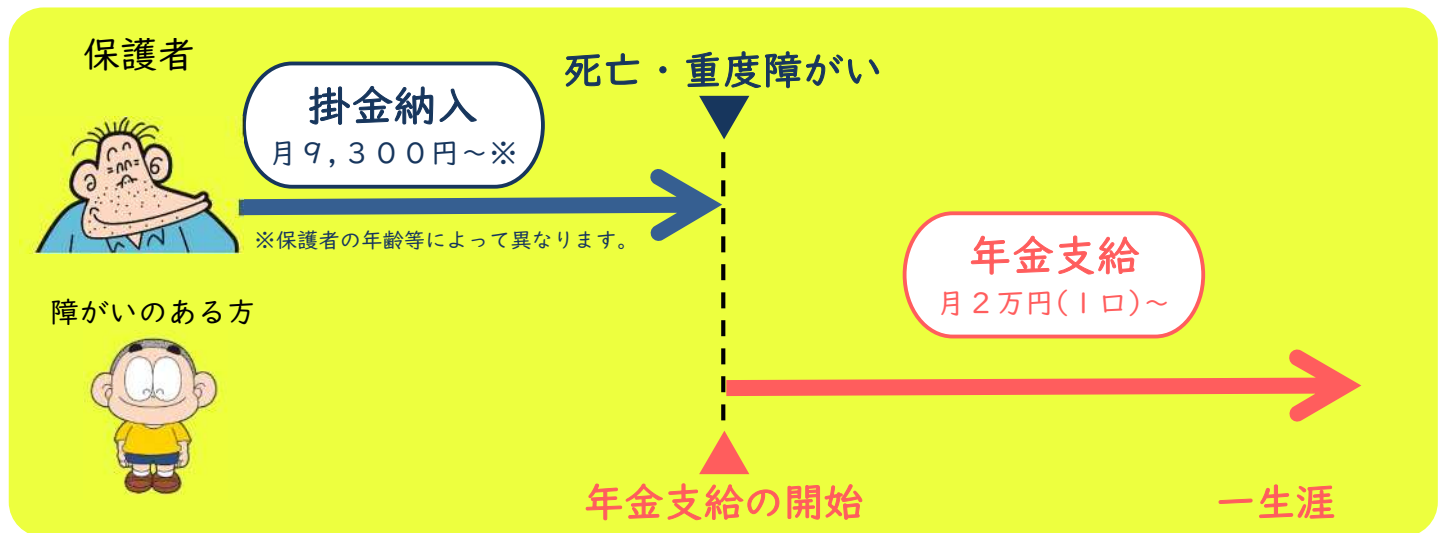 保護者
掛金納入
月9,300円~※
死亡・重度障がい
※保護者の年齢等によって異なります。
年金支給
月2万円(1口)~
障がいのある方
年金支給の開始
一生涯